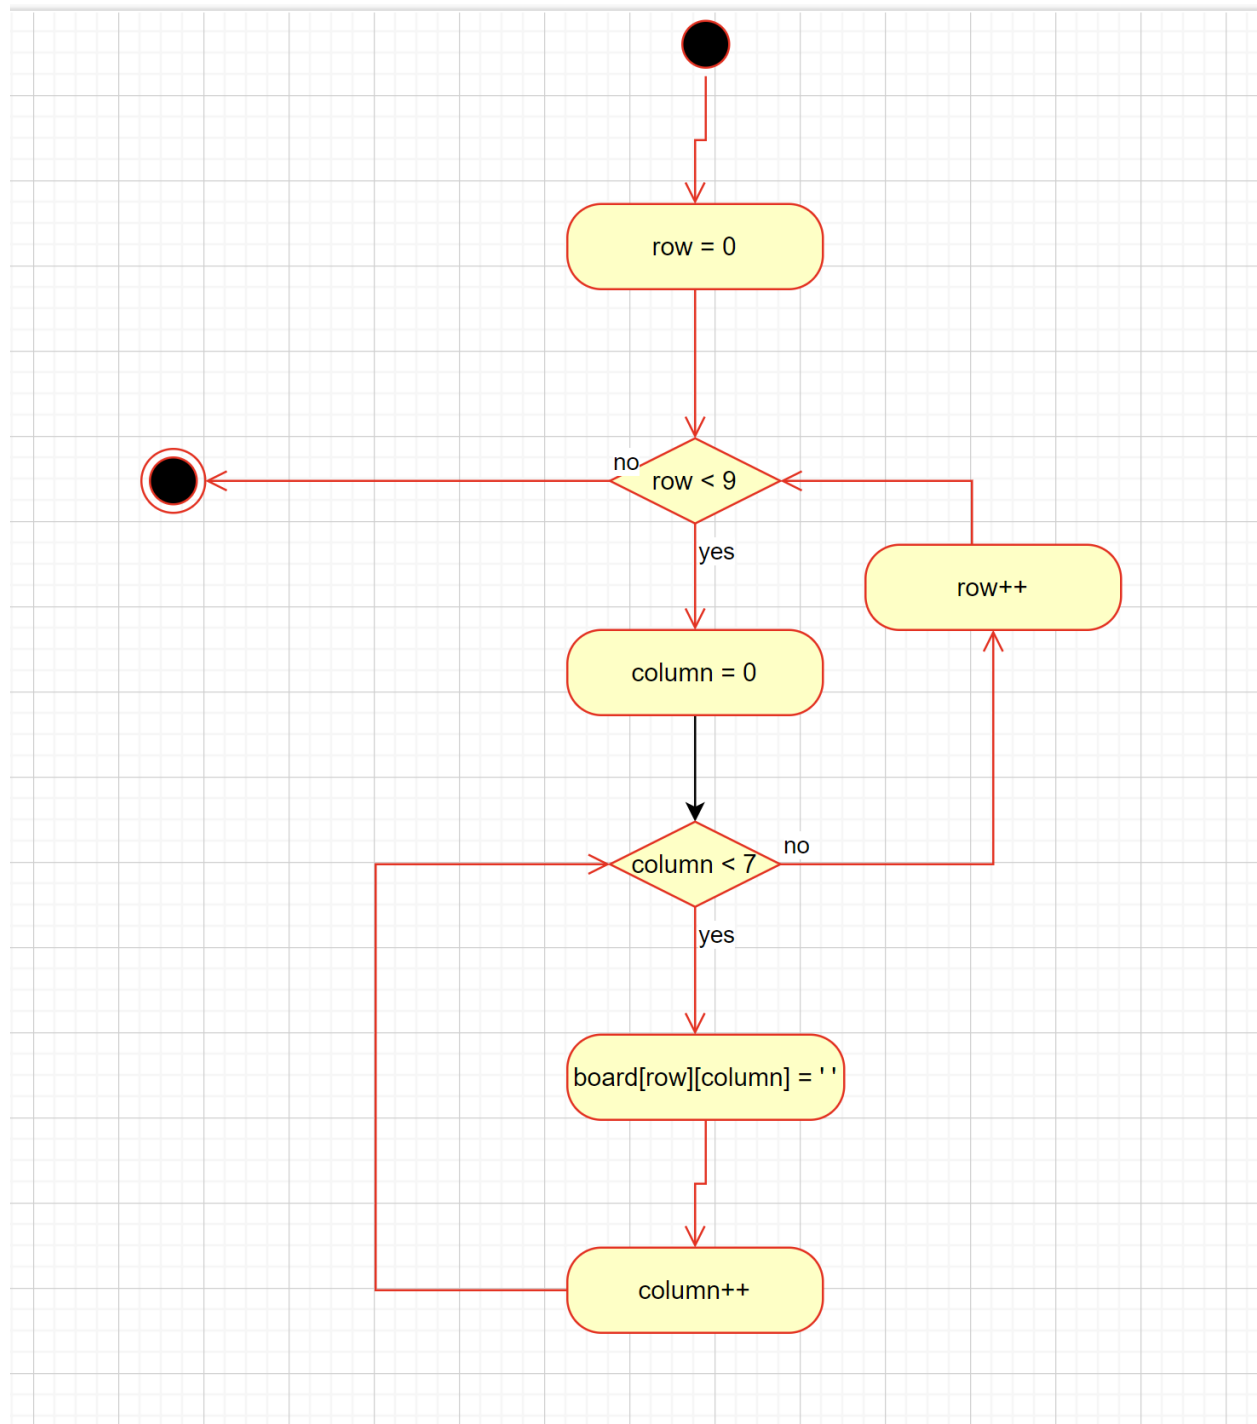 row = 0
no
row < 9
yes
row++
column = 0
no
column < 7
yes
board[row][column] = ' '
column++